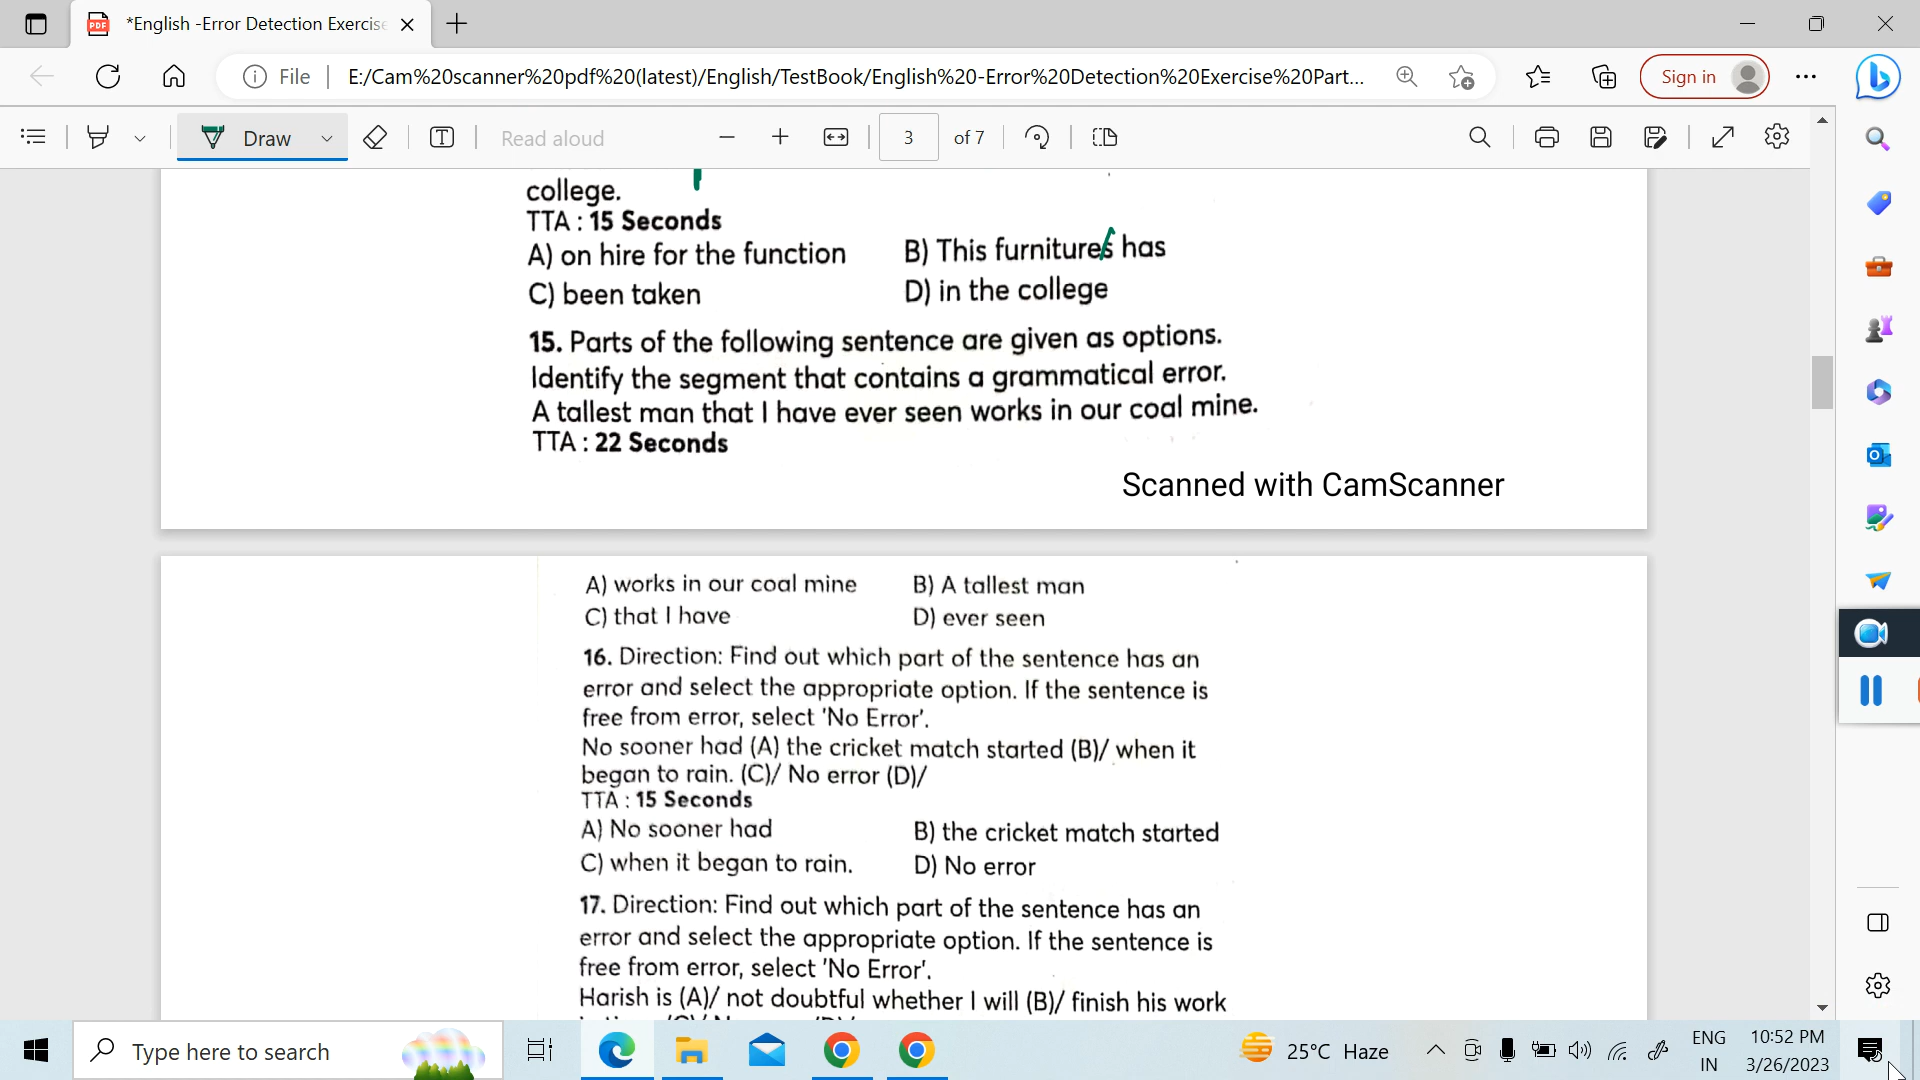 *English -Error Detection Exercise
File
E:/Cam%20scanner%20pdf%20(latest)/English/TestBook/English%20-Error%20Detection%20Exercise%20Part...
Sign in
Draw
Read aloud
3 of 7
college.
TTA : 15 Seconds
A) on hire for the function B) This furnitures has
C) been taken D) in the college
15. Parts of the following sentence are given as options.
Identify the segment that contains a grammatical error.
A tallest man that I have ever seen works in our coal mine.
TTA : 22 Seconds
Scanned with CamScanner
A) works in our coal mine B) A tallest man
C) that I have D) ever seen
16. Direction: Find out which part of the sentence has an
error and select the appropriate option. If the sentence is
free from error, select 'No Error'.
No sooner had (A) the cricket match started (B)/ when it
began to rain. (C)/ No error (D)/
TTA : 15 Seconds
A) No sooner had B) the cricket match started
C) when it began to rain. D) No error
17. Direction: Find out which part of the sentence has an
error and select the appropriate option. If the sentence is
free from error, select 'No Error'.
Harish is (A)/ not doubtful whether I will (B)/ finish his work
Type here to search
25°C Haze
ENG
IN
10:52 PM
3/26/2023